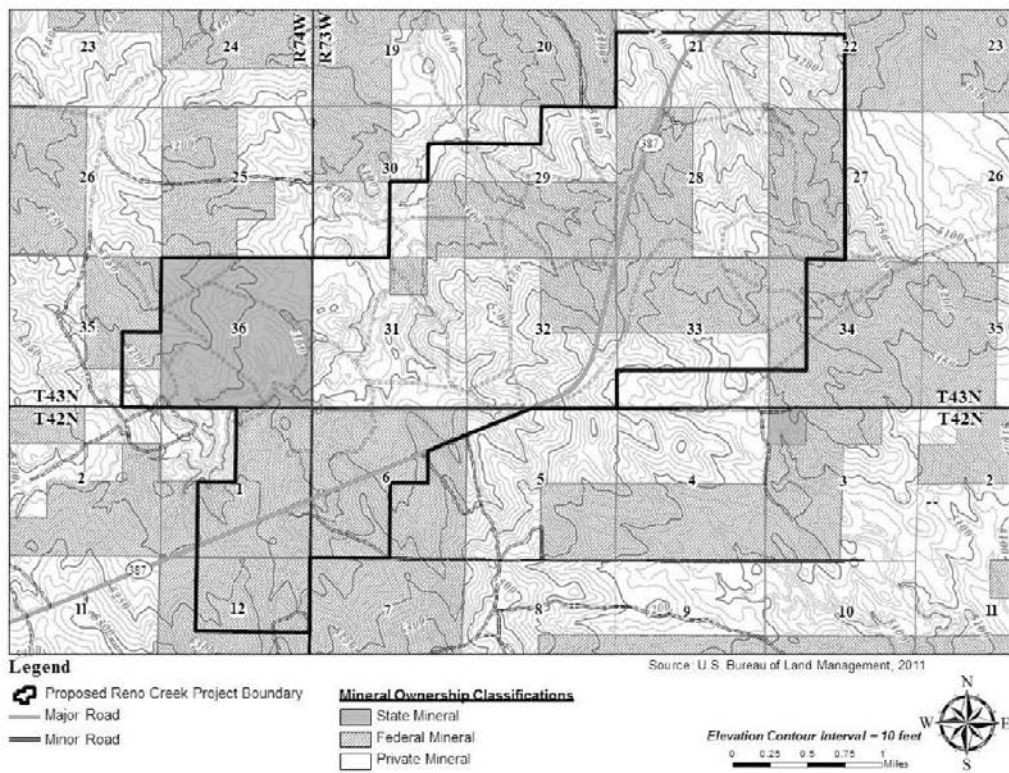 23 24 R74W R73W 19 20 21 22 23
387
26 25 30 29 28 27 26
35 36 31 32 33 34 35
T43N T43N
T42N T42N
2 1 6 5 4 3 2
387
11 12 7 8 9 10 11
Legend
Proposed Reno Creek Project Boundary
Major Road
Minor Road
Mineral Ownership Classifications
State Mineral
Federal Mineral
Private Mineral
Source: U.S. Bureau of Land Management, 2011
Elevation Contour Interval = 10 feet
0 0.25 0.5 0.75 1
Miles
N
W E
S